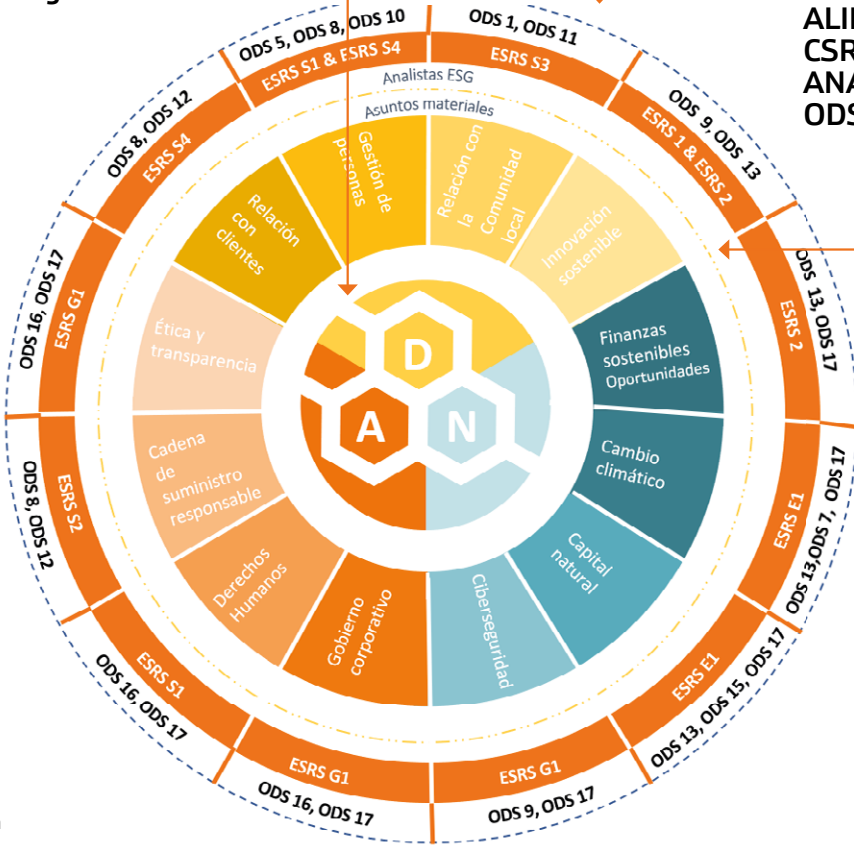 ALI
CSR
ANA
ODS
ODS 5, ODS 8, ODS 10
ESRS S1 & ESRS S4
ODS 1, ODS 11
ESRS S3
ODS 9, ODS 13
ESRS 1 & ESRS 2
ODS 13, ODS 17
ESRS 2
ODS 13,ODS 7, ODS 17
ESRS E1
ODS 13, ODS 15, ODS 17
ESRS E1
ODS 9, ODS 17
ESRS G1
ODS 16, ODS 17
ESRS G1
ODS 16, ODS 17
ESRS S1
ODS 8, ODS 12
ESRS S2
ODS 16, ODS 17
ESRS G1
ODS 8, ODS 12
ESRS S4
Analistas ESG
Asuntos materiales
Gestión de
personas
Relación con
la
Comunidad
local
Innovación
sostenible
Finanzas
sostenibles
Oportunidades
Cambio
climático
Capital
natural
Ciberseguridad
Gobierno
corporativo
Derechos
Humanos
Cadena
de
suministro
responsable
Ética y
transparencia
Relación
con
clientes
D
A
N